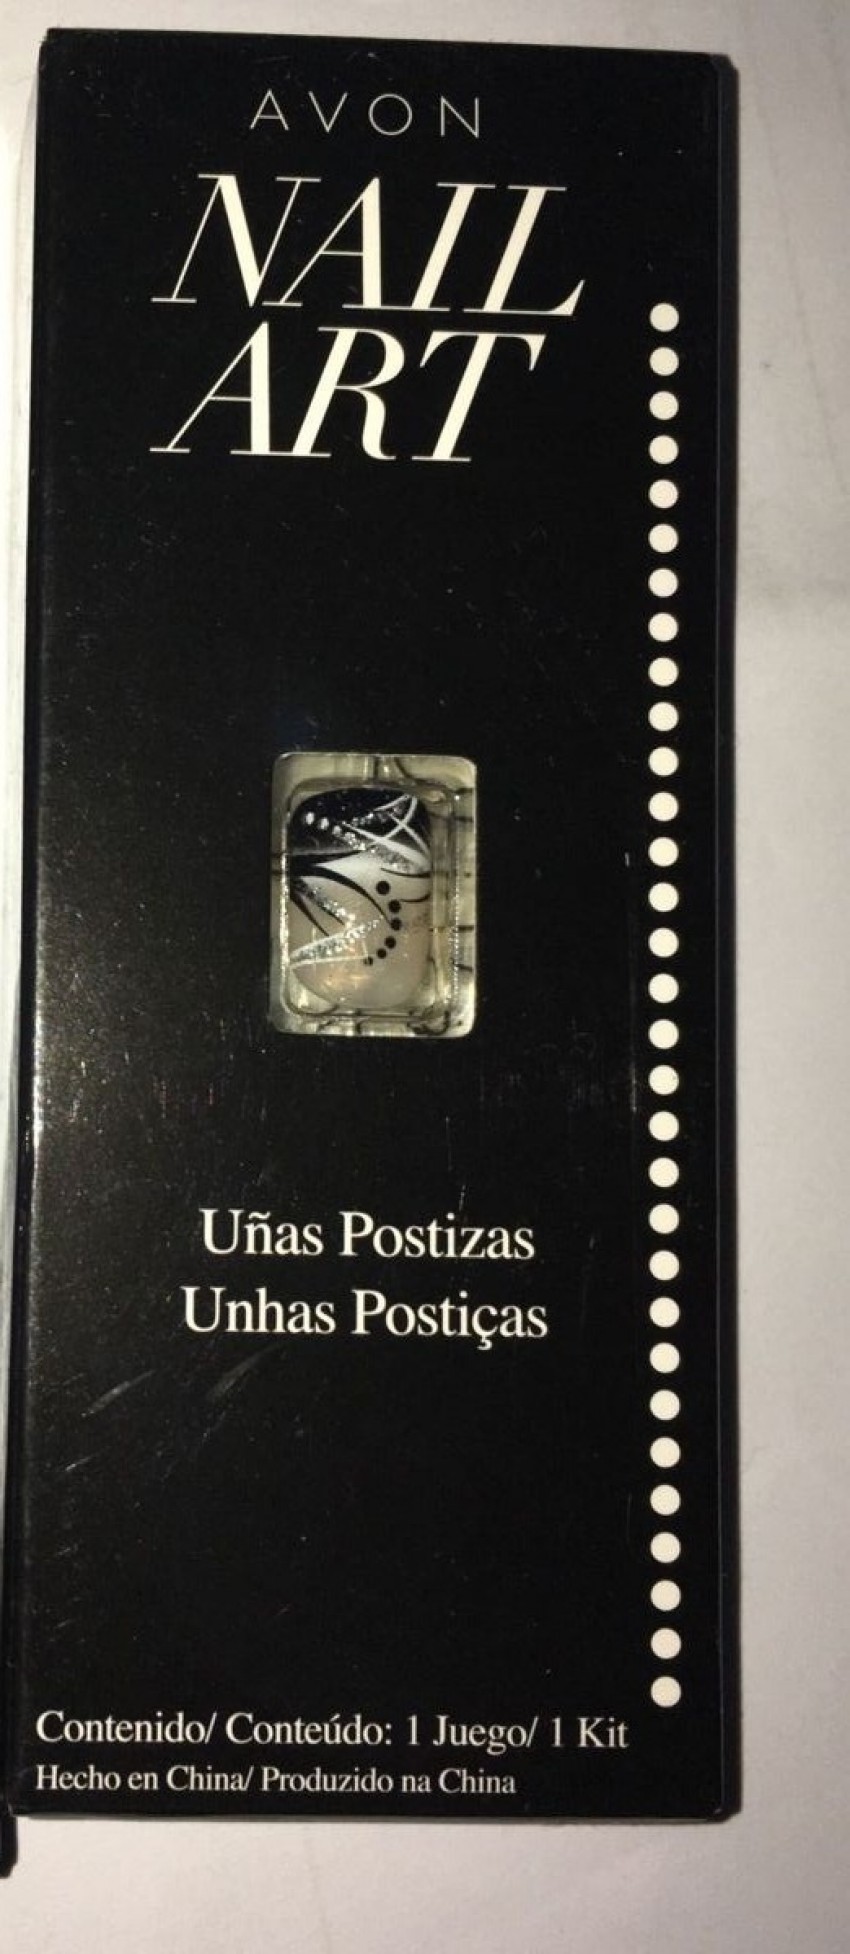 AVON
NAIL
ART
Uñas Postizas
Unhas Postiças
Contenido/ Conteúdo: 1 Juego/ 1 Kit
Hecho en China/ Produzido na China